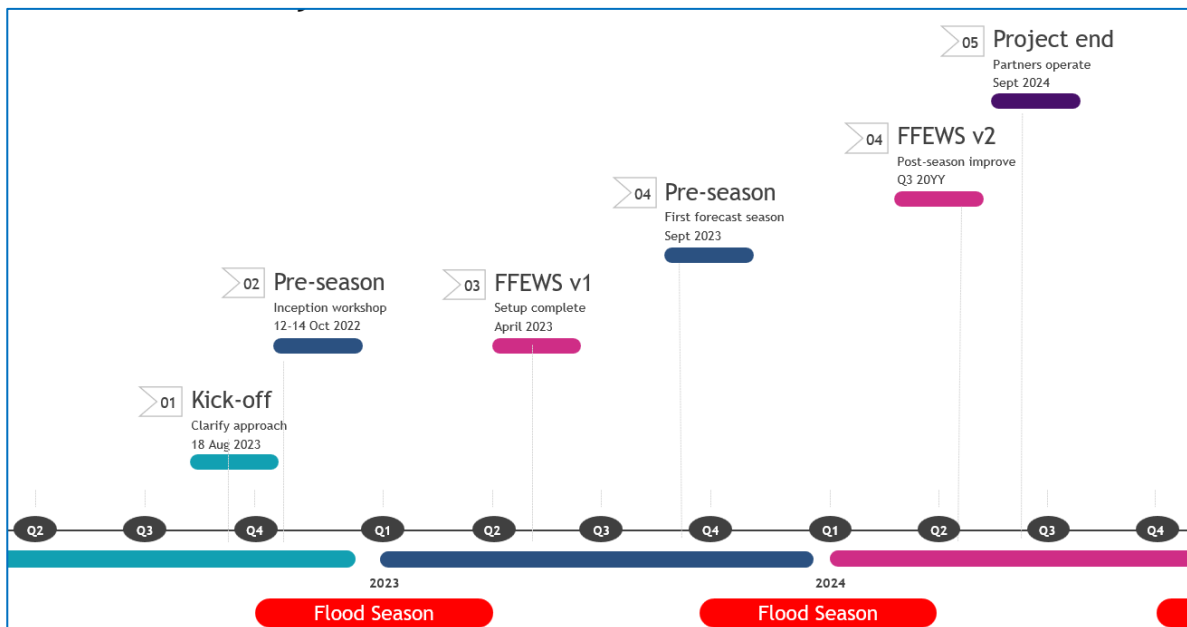 05
Project end
Partners operate
Sept 2024
04
FFEWS v2
Post-season improve
Q3 20YY
04
Pre-season
First forecast season
Sept 2023
02
Pre-season
Inception workshop
12-14 Oct 2022
03
FFEWS v1
Setup complete
April 2023
01
Kick-off
Clarify approach
18 Aug 2023
Q2 Q3 Q4 Q1 Q2 Q3 Q4 Q1 Q2 Q3 Q4
2023 2024
Flood Season Flood Season